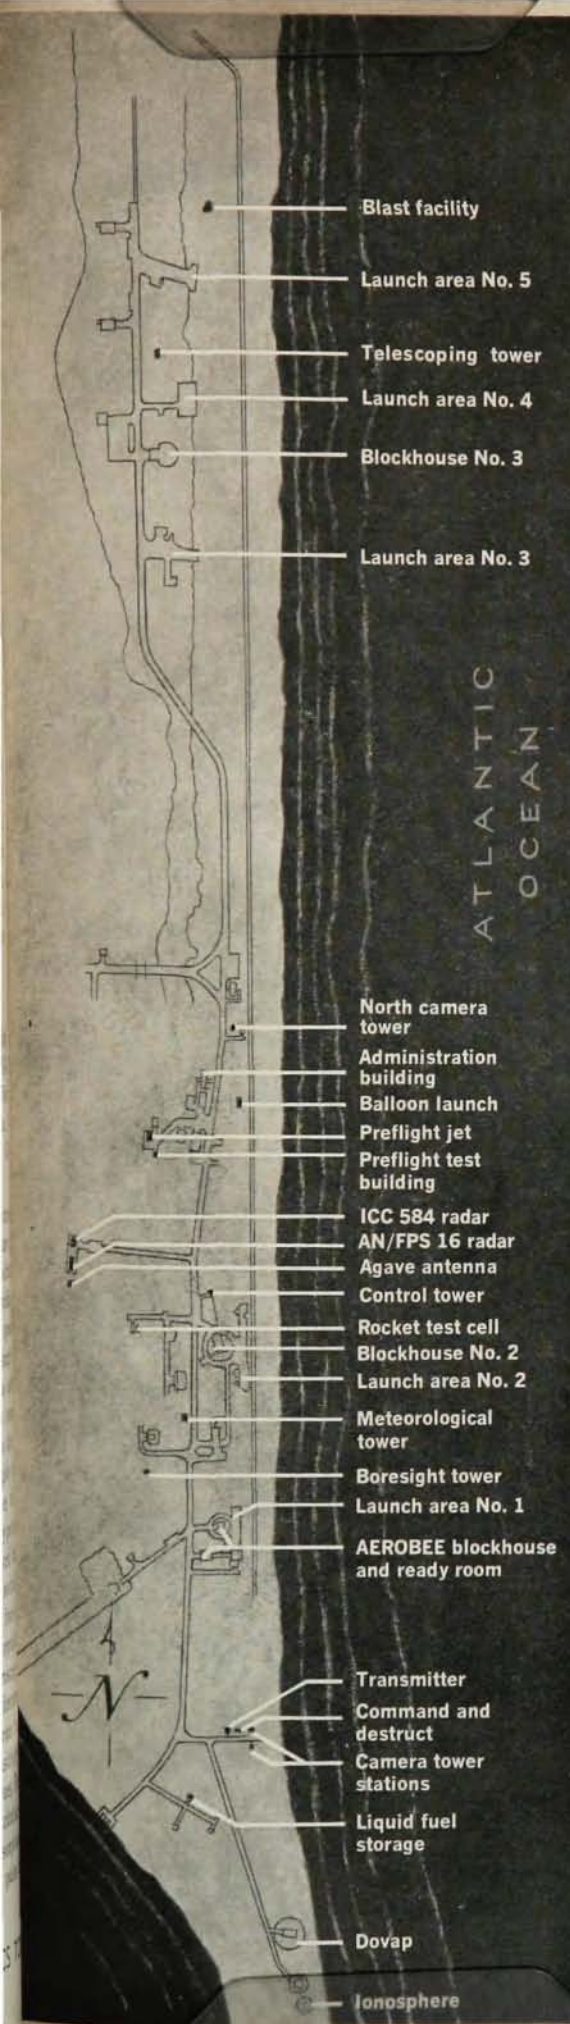 Blast facility
Launch area No. 5
Telescoping tower
Launch area No. 4
Blockhouse No. 3
Launch area No. 3
ATLANTIC
OCEAN
North camera
tower
Administration
building
Balloon launch
Preflight jet
Preflight test
building
ICC 584 radar
AN/FPS 16 radar
Agave antenna
Control tower
Rocket test cell
Blockhouse No. 2
Launch area No. 2
Meteorological
tower
Boresight tower
Launch area No. 1
AEROBEE blockhouse
and ready room
N
Transmitter
Command and
destruct
Camera tower
stations
Liquid fuel
storage
Dovap
Ionosphere